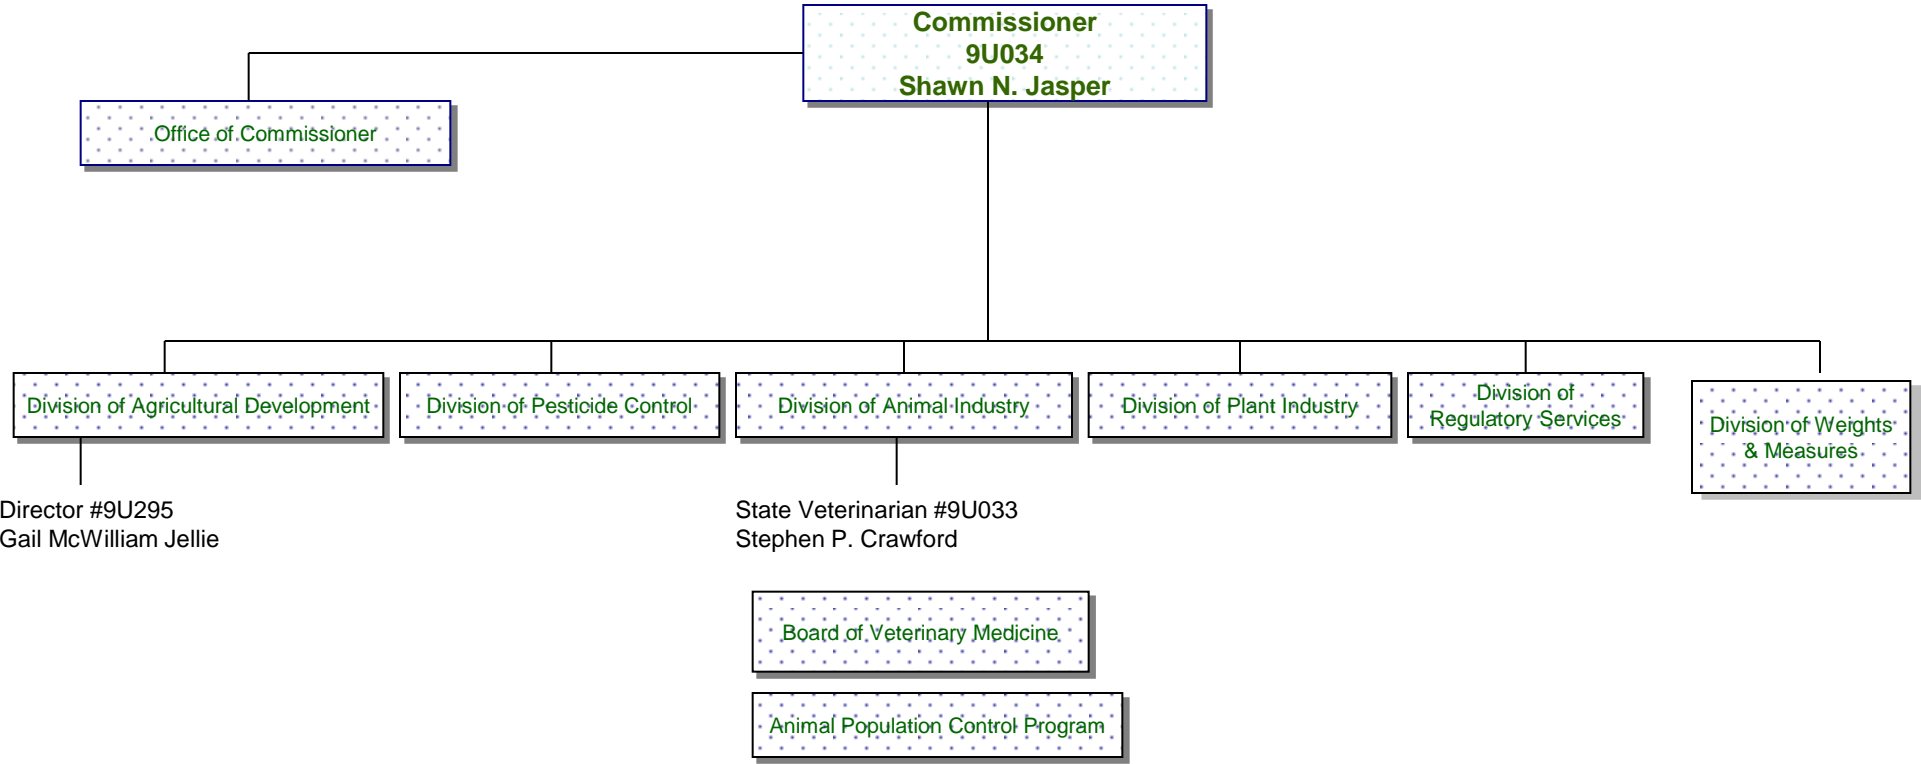 Commissioner
9U034
Shawn N. Jasper
Office of Commissioner
Division of Agricultural Development
Division of Pesticide Control
Division of Animal Industry
Division of Plant Industry
Division of
Regulatory Services
Division of Weights
& Measures
Director #9U295
Gail McWilliam Jellie
State Veterinarian #9U033
Stephen P. Crawford
Board of Veterinary Medicine
Animal Population Control Program